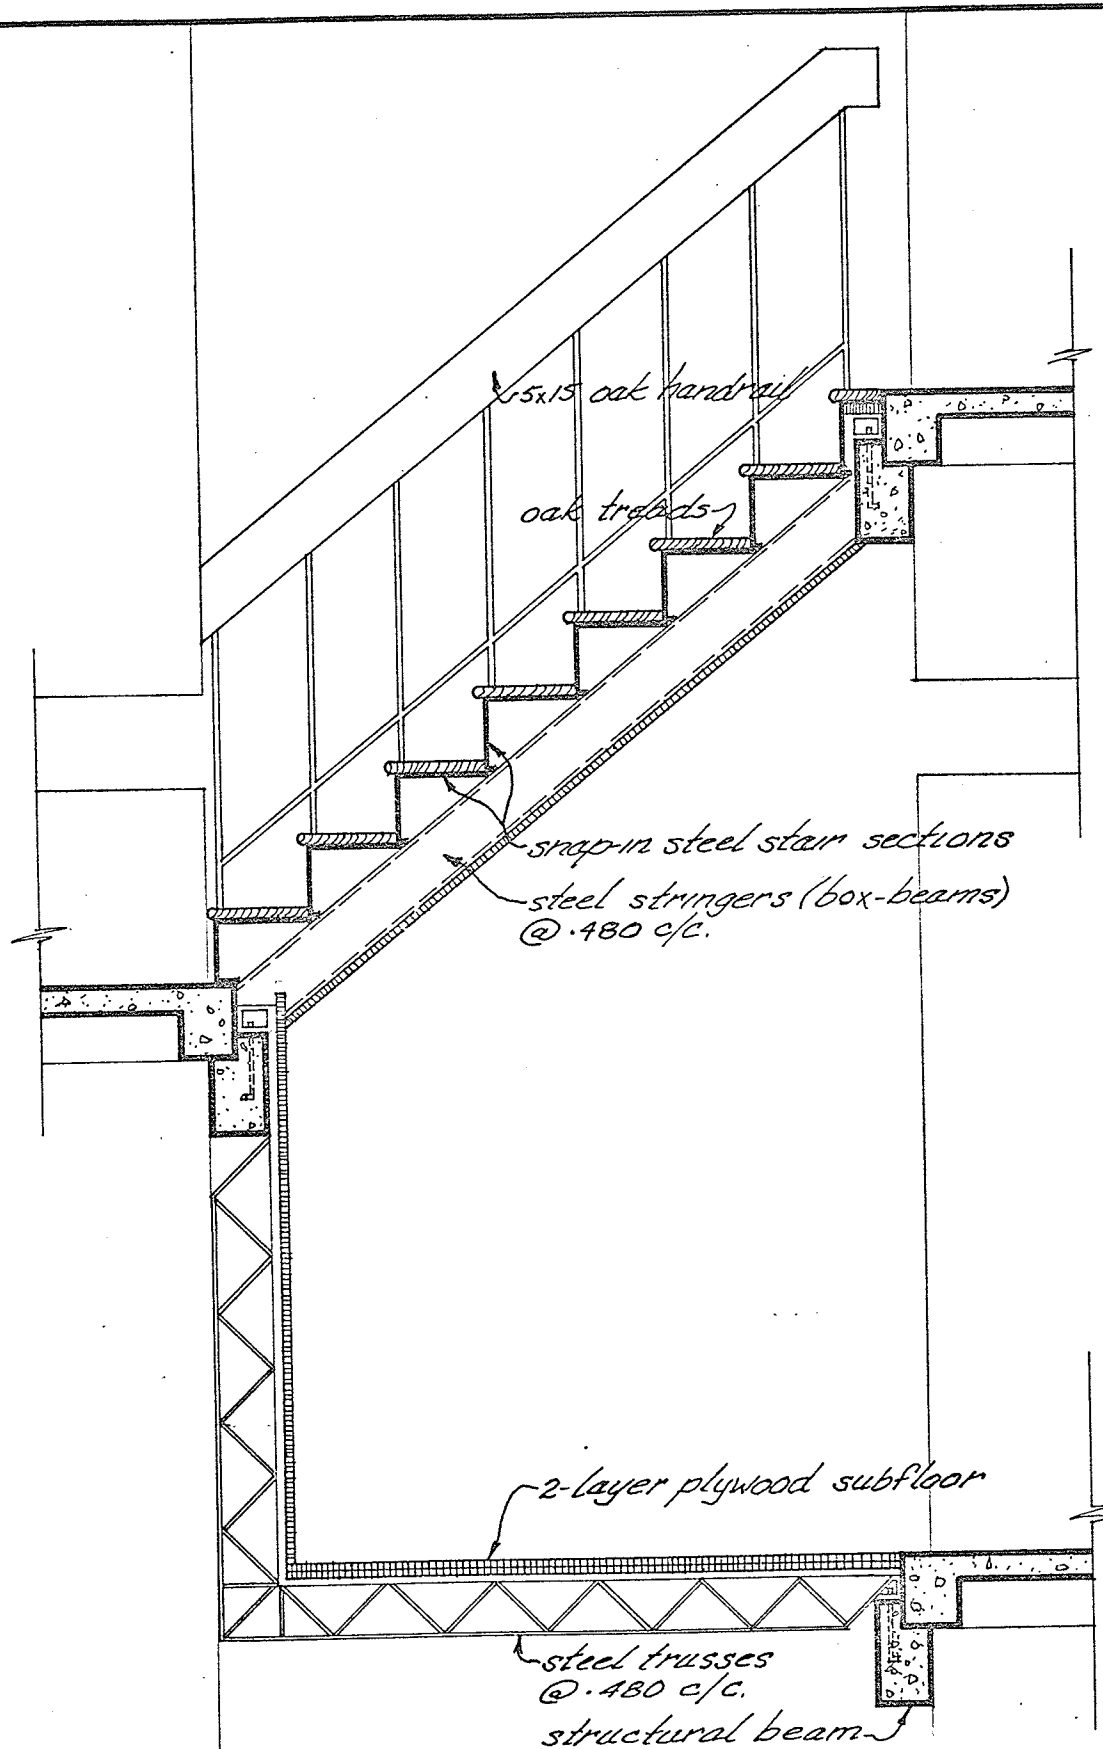 5x15 oak handrail
oak treads
snap-in steel stair sections
steel stringers (box-beams)
@ .480 c/c.
2-layer plywood subfloor
steel trusses
@ .480 c/c.
structural beam